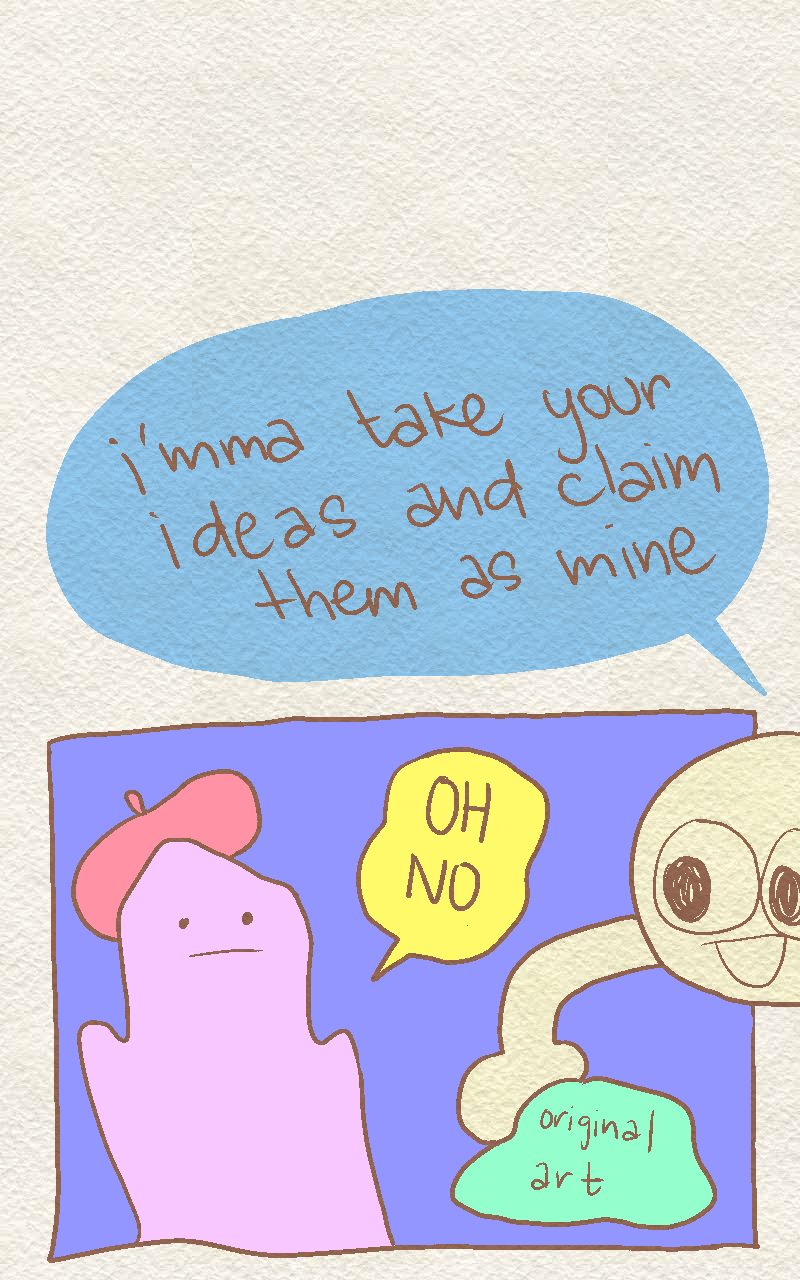 i'mma take your
ideas and claim
them as mine
OH
NO
original
art